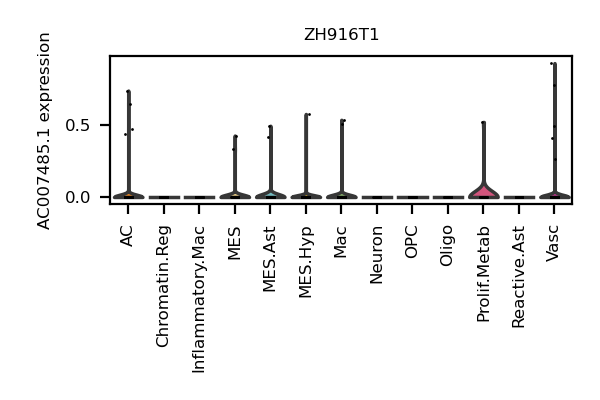 ZH916T1
AC007485.1 expression
0.5
0.0
AC
Chromatin.Reg
Inflammatory.Mac
MES
MES.Ast
MES.Hyp
Mac
Neuron
OPC
Oligo
Prolif.Metab
Reactive.Ast
Vasc